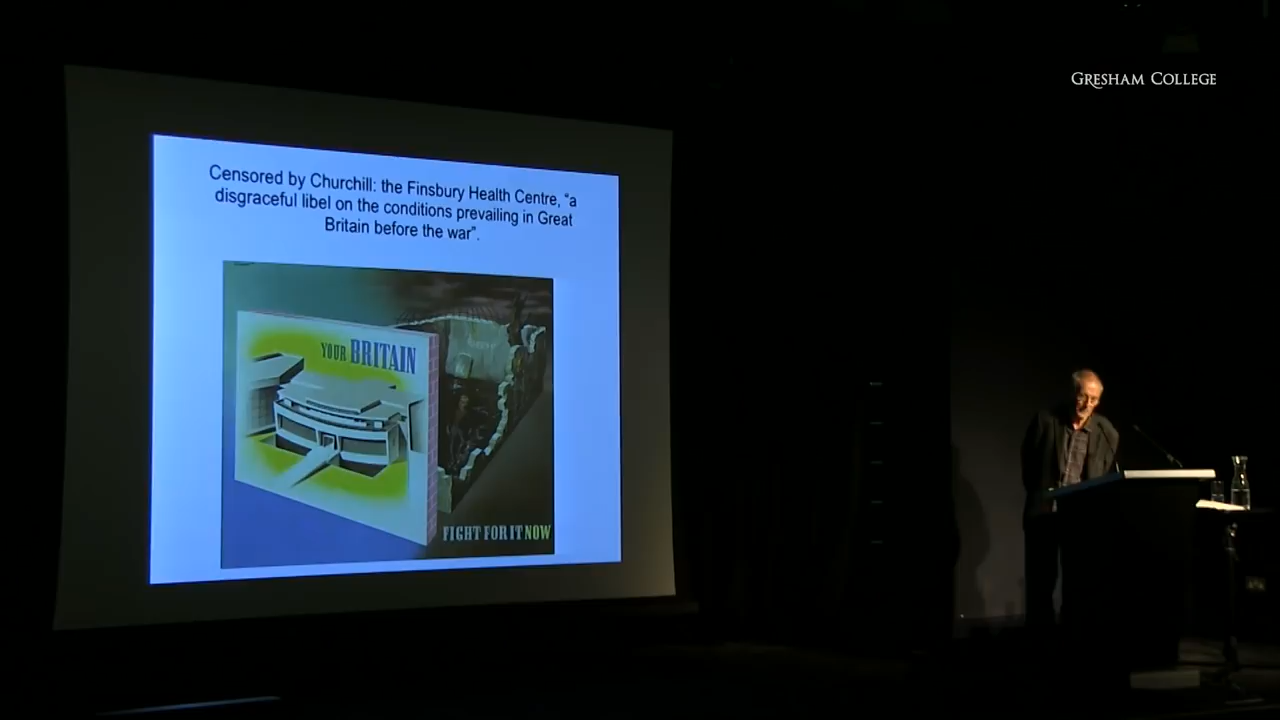 GRESHAM COLLEGE
Censored by Churchill: the Finsbury Health Centre, “a
disgraceful libel on the conditions prevailing in Great
Britain before the war”.
YOUR BRITAIN
FIGHT FOR IT NOW